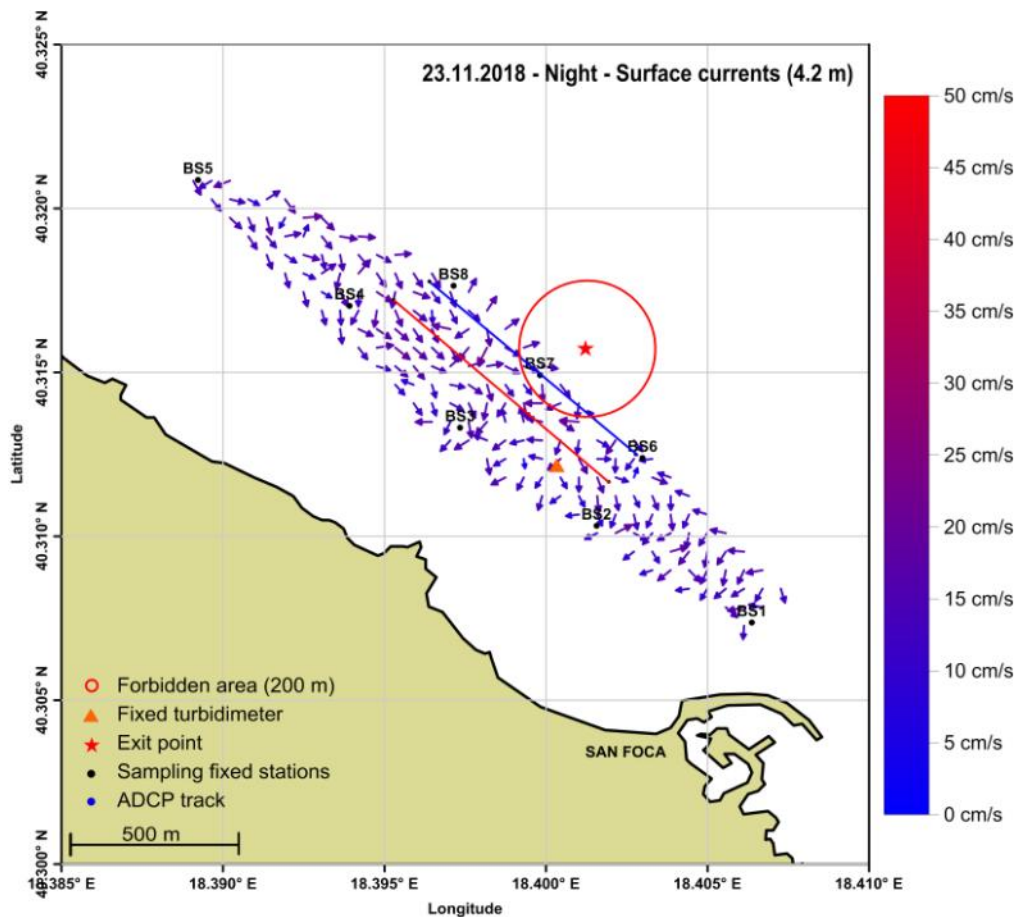 23.11.2018 - Night - Surface currents (4.2 m)
40.325° N
40.320° N
40.315° N
40.310° N
40.305° N
40.300° N
Latitude
50 cm/s
45 cm/s
40 cm/s
35 cm/s
30 cm/s
25 cm/s
20 cm/s
15 cm/s
10 cm/s
5 cm/s
0 cm/s
BS5
BS8
BS4
BS7
BS3
BS6
BS2
BS1
Forbidden area (200 m)
Fixed turbidimeter
Exit point
Sampling fixed stations
ADCP track
500 m
SAN FOCA
18.385° E 18.390° E 18.395° E 18.400° E 18.405° E 18.410° E
Longitude